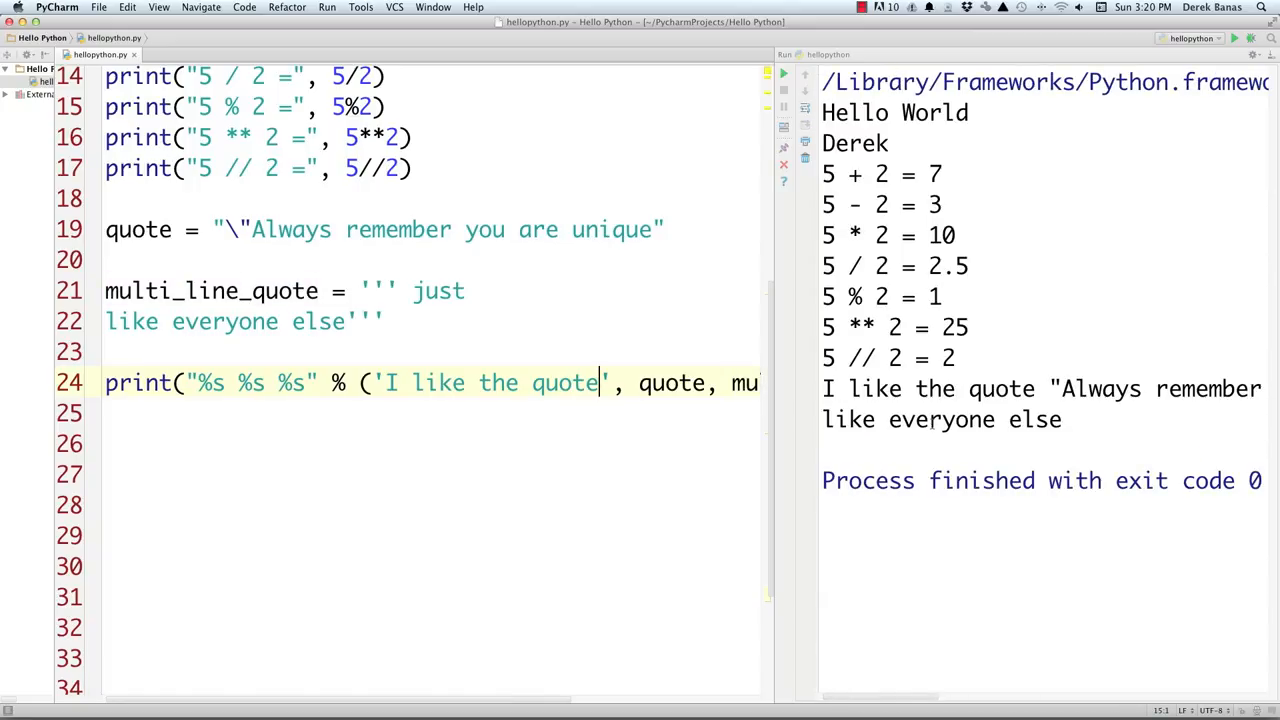 PyCharm File Edit View Navigate Code Refactor Run Tools VCS Window Help 10 Sun 3:20 PM Derek Banas
hellopython.py - Hello Python - [~/PycharmProjects/Hello Python]
Hello Python hellopython.py hellopython
hellopython.py Run hellopython
Hello
hell
Externa
14 print("5 / 2 =", 5/2)
15 print("5 % 2 =", 5%2)
16 print("5 ** 2 =", 5**2)
17 print("5 // 2 =", 5//2)
18
19 quote = "\"Always remember you are unique"
20
21 multi_line_quote = ''' just
22 like everyone else'''
23
24 print("%s %s %s" % ('I like the quote', quote, mul
25
26
27
28
29
30
31
32
33
34
/Library/Frameworks/Python.framewo
Hello World
Derek
5 + 2 = 7
5 - 2 = 3
5 * 2 = 10
5 / 2 = 2.5
5 % 2 = 1
5 ** 2 = 25
5 // 2 = 2
I like the quote "Always remember
like everyone else
Process finished with exit code 0
15:1 LF UTF-8